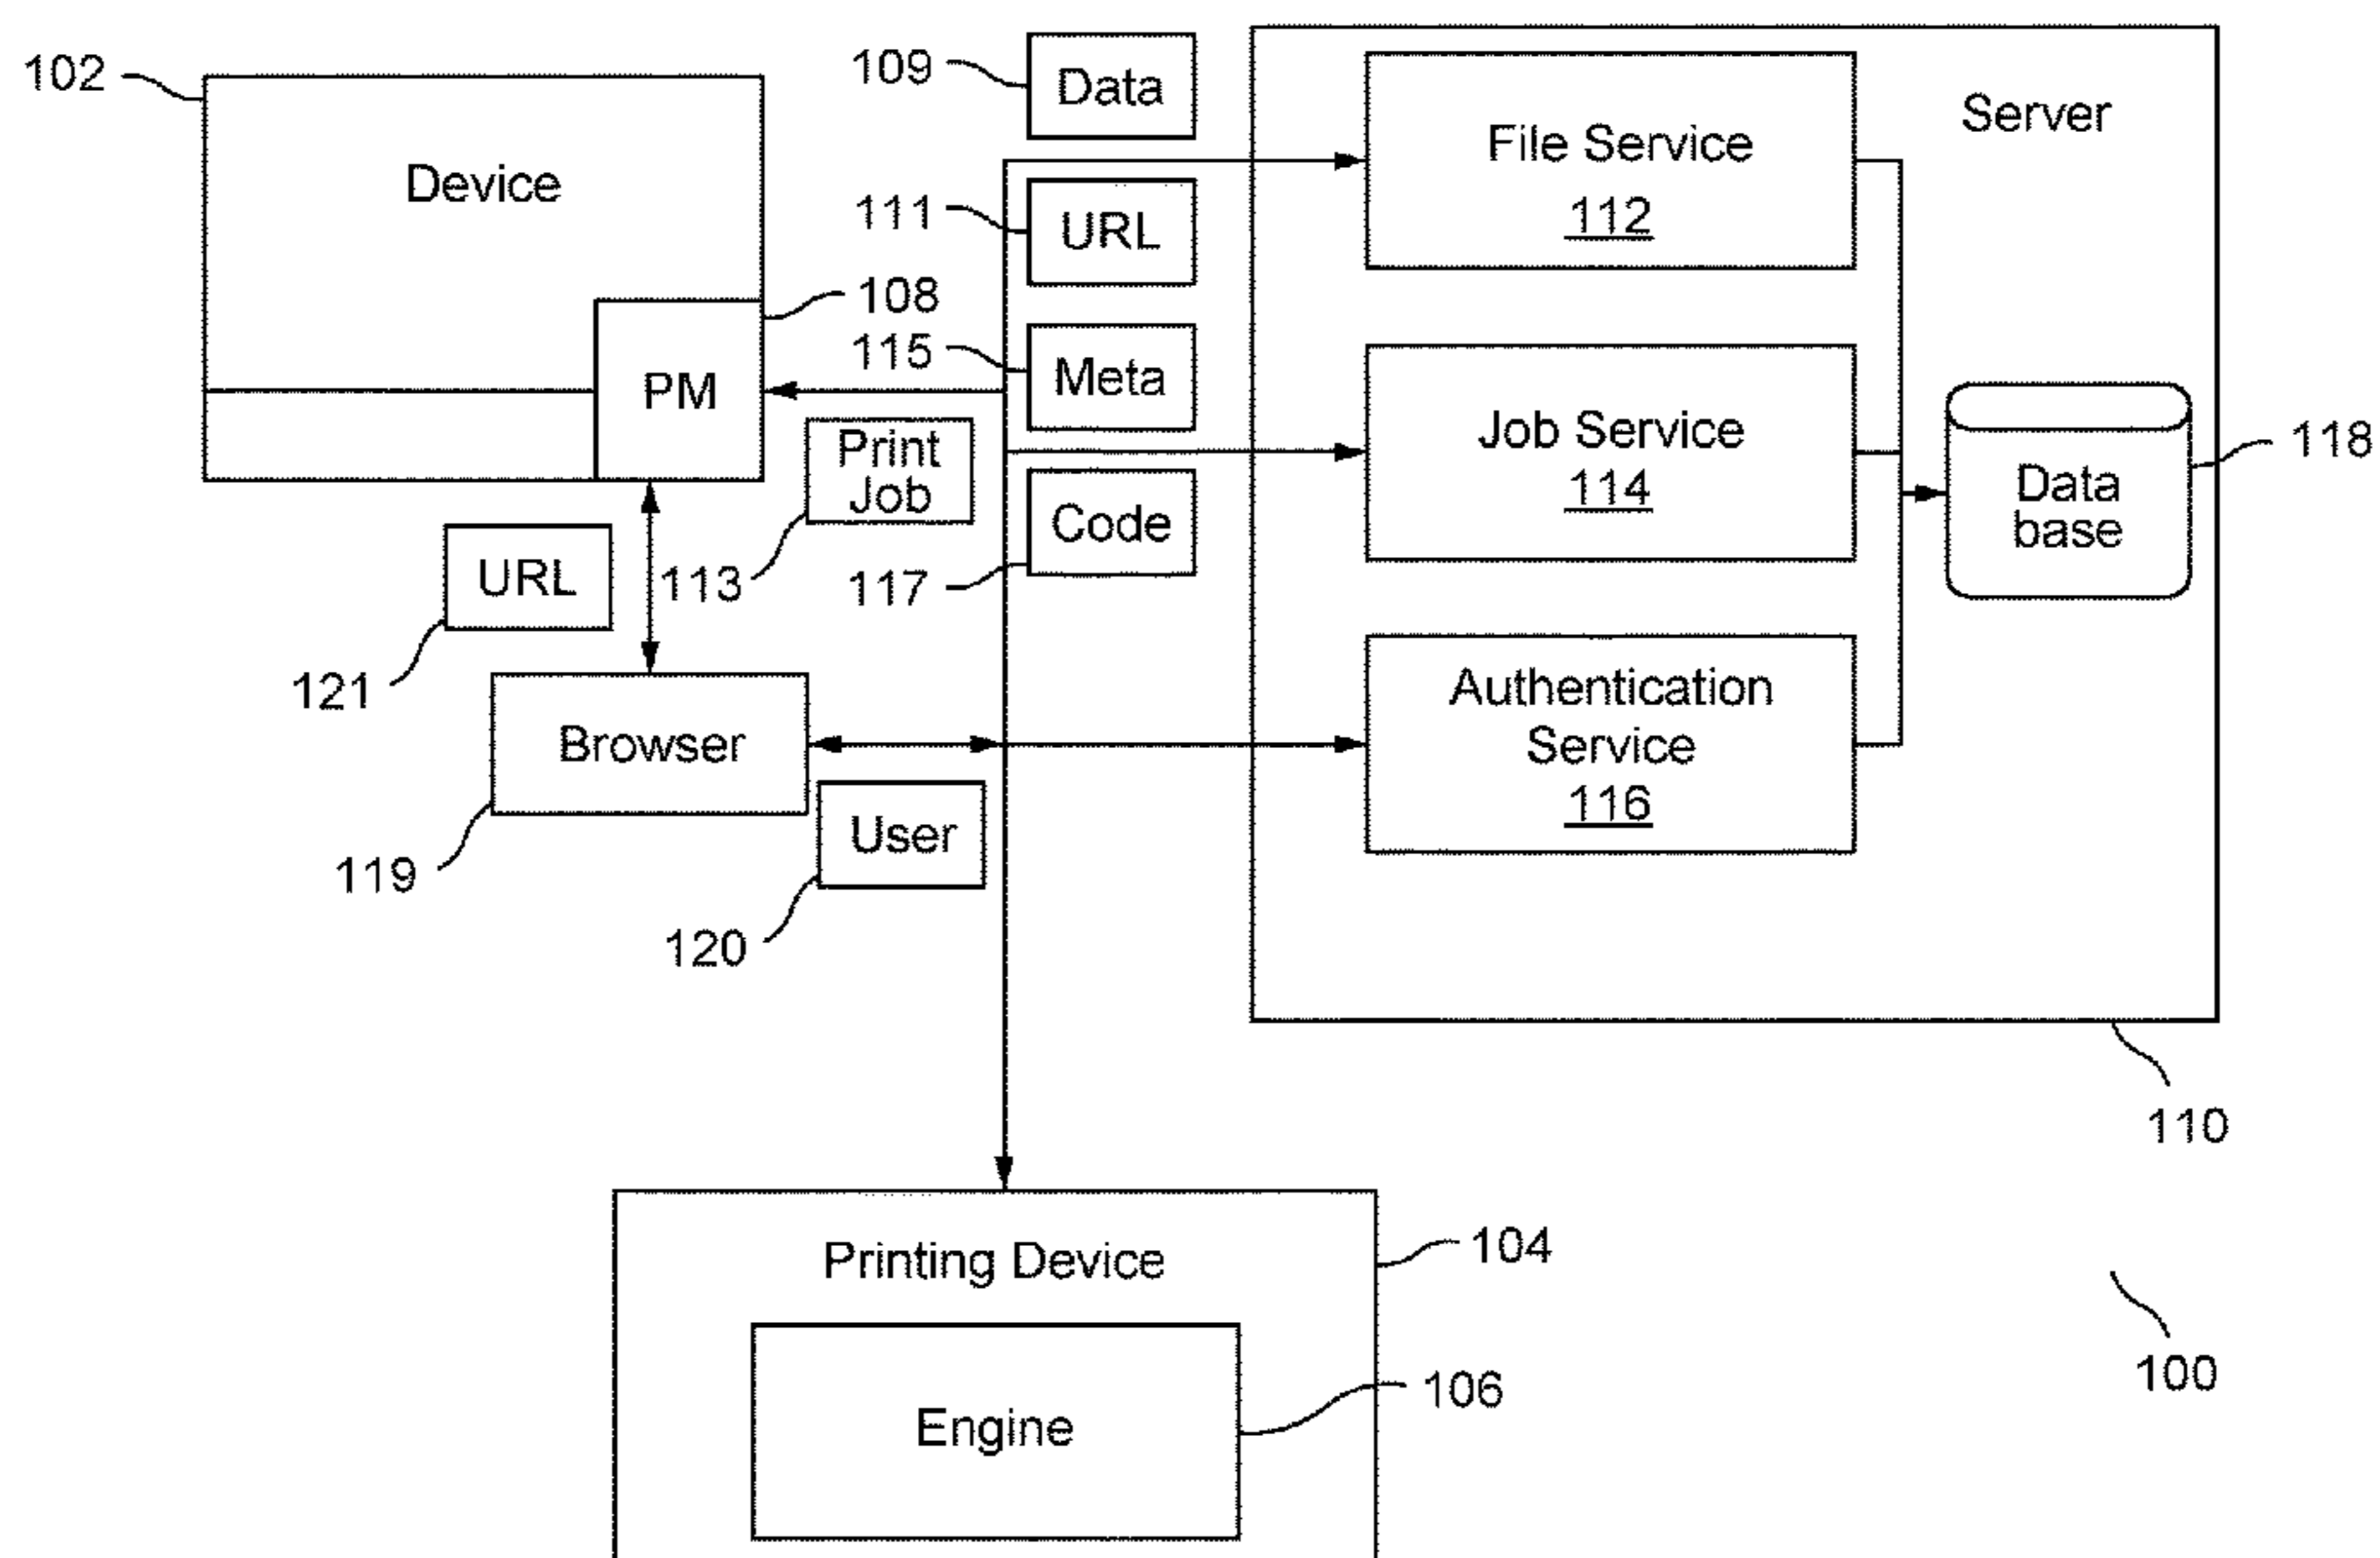 102
Device
108
PM
109
Data
111
URL
115
Meta
Print
Job
113
117
Code
URL
121
Browser
119
User
120
Server
File Service
112
Job Service
114
Authentication
Service
116
Data
base
118
110
Printing Device
104
Engine
106
100